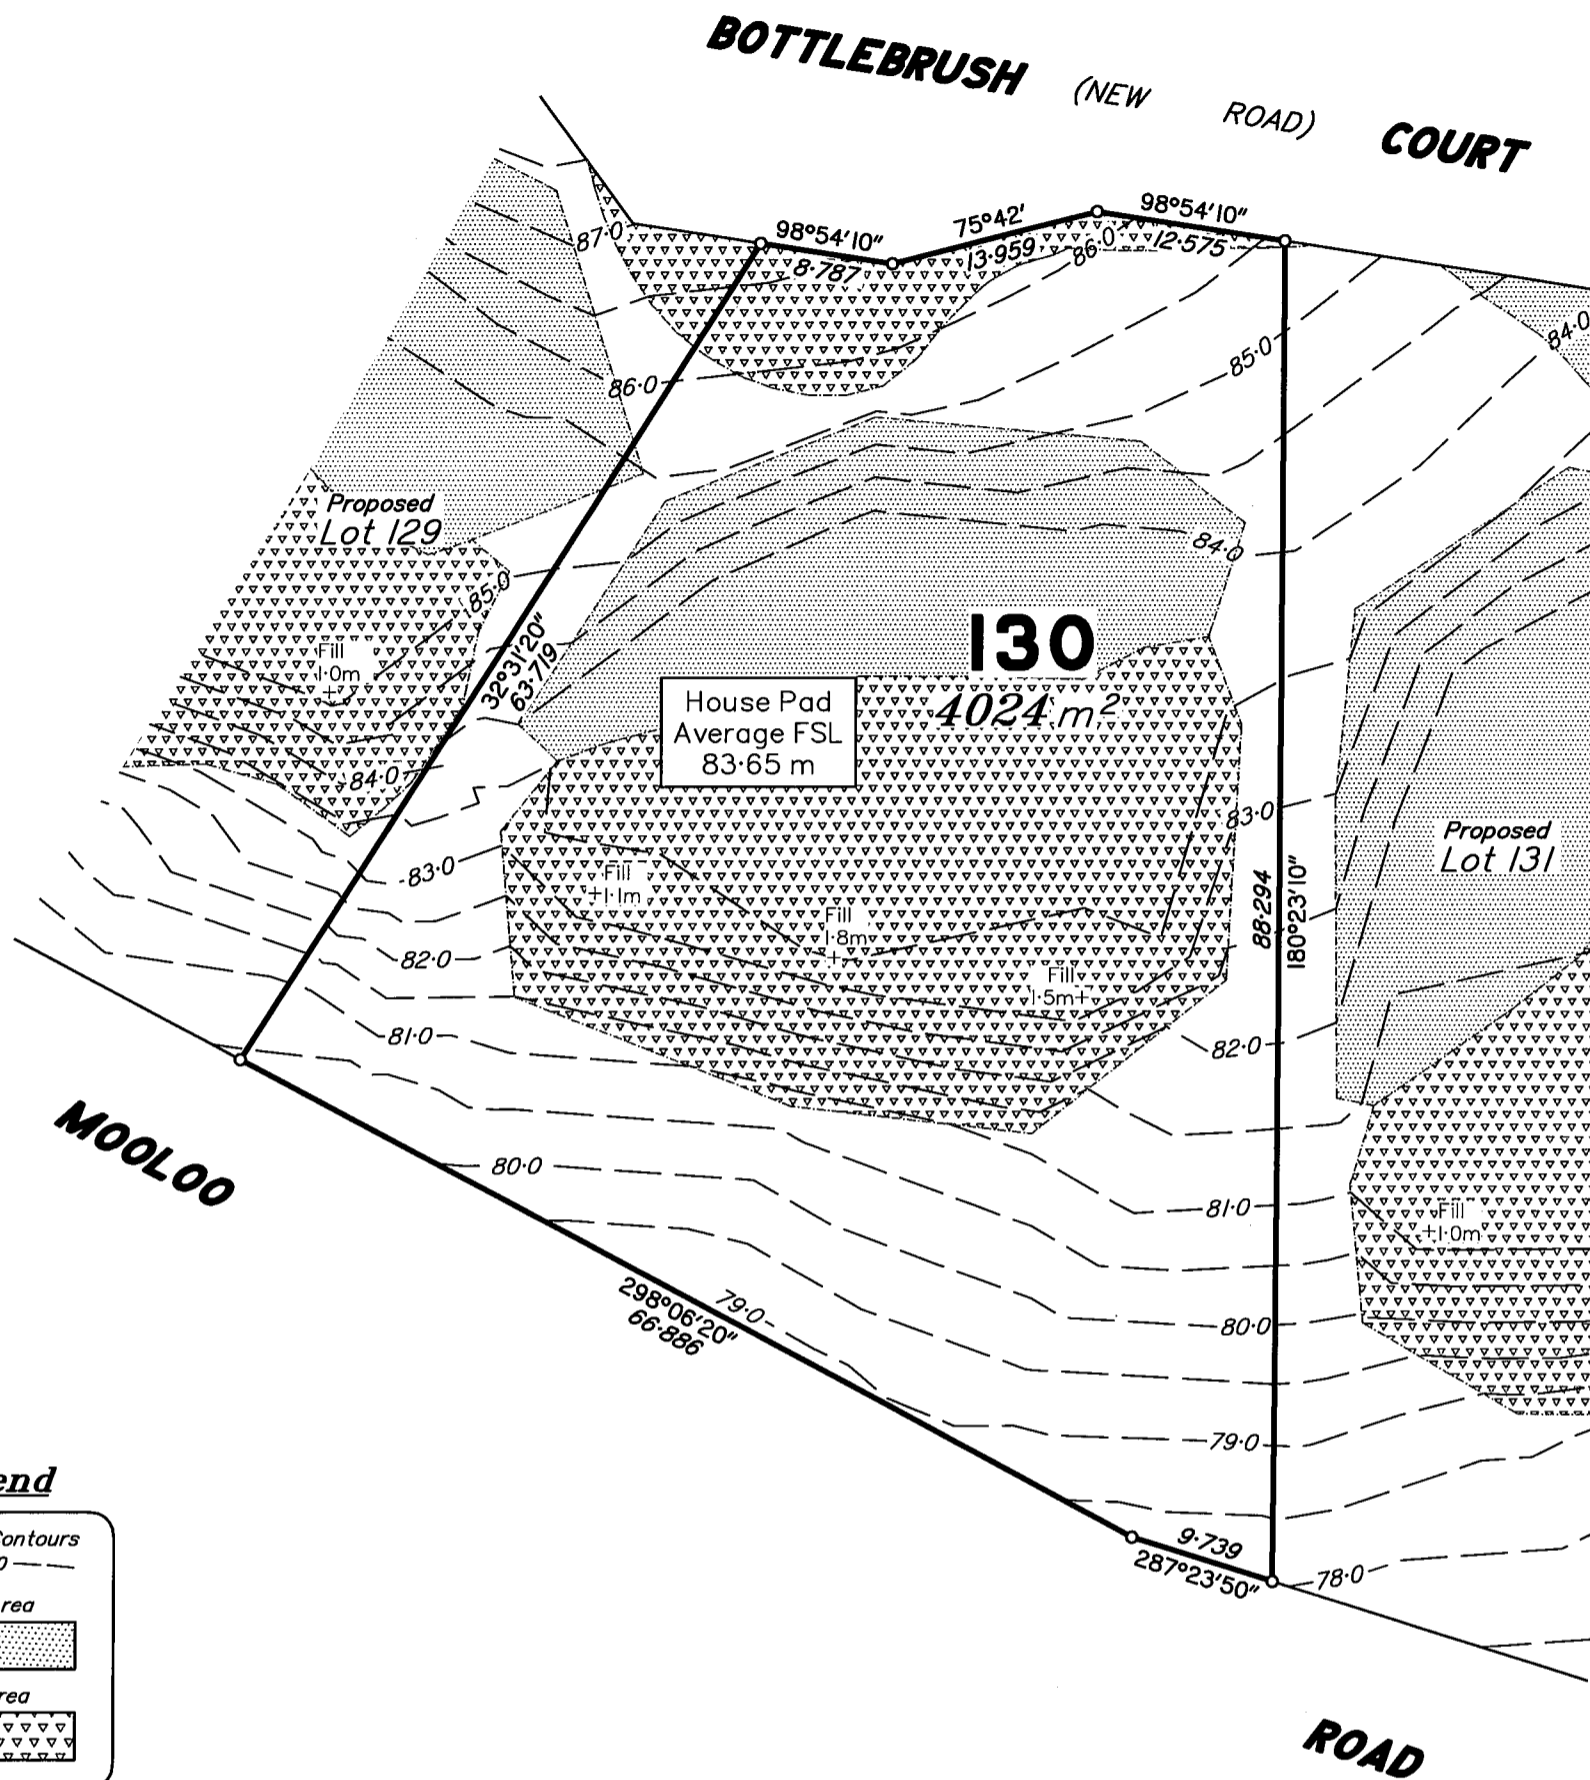 BOTTLEBRUSH (NEW ROAD) COURT
98°54'10"
8·787
75°42'
13·959
98°54'10"
12·575
87·0
86·0
86·0
85·0
84·0
Proposed
Lot 129
85·0
84·0
Fill
1·0m
32°31'20"
63·719
130
4024 m²
House Pad
Average FSL
83·65 m
84·0
83·0
83·0
Proposed
Lot 131
Fill
1·1m
Fill
1·8m
Fill
1·5m
88·294
180°23'10"
82·0
82·0
81·0
81·0
Fill
1·0m
MOOLOO
80·0
80·0
298°06'20"
66·886
79·0
79·0
9·739
287°23'50"
78·0
end
Contours
0
rea
rea
ROAD